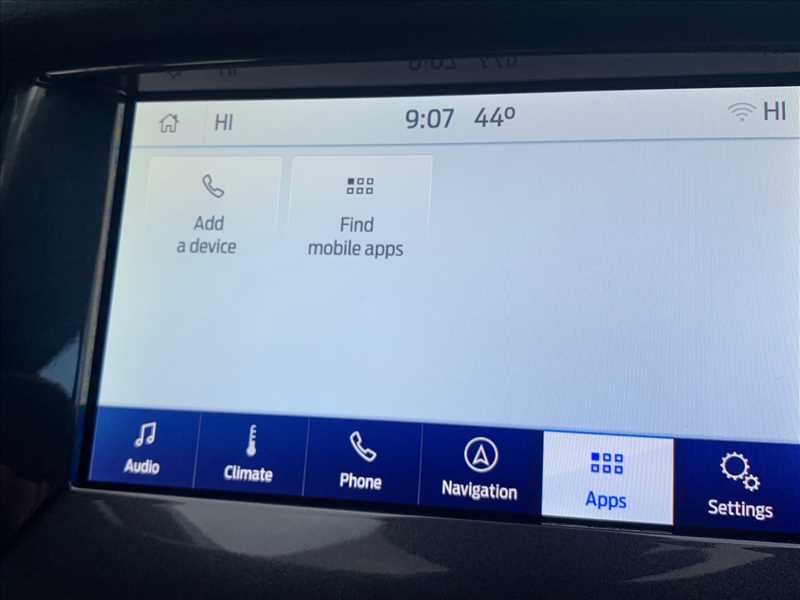 HI 9:07 44º HI
Add
a device
Find
mobile apps
Audio
Climate
Phone
Navigation
Apps
Settings